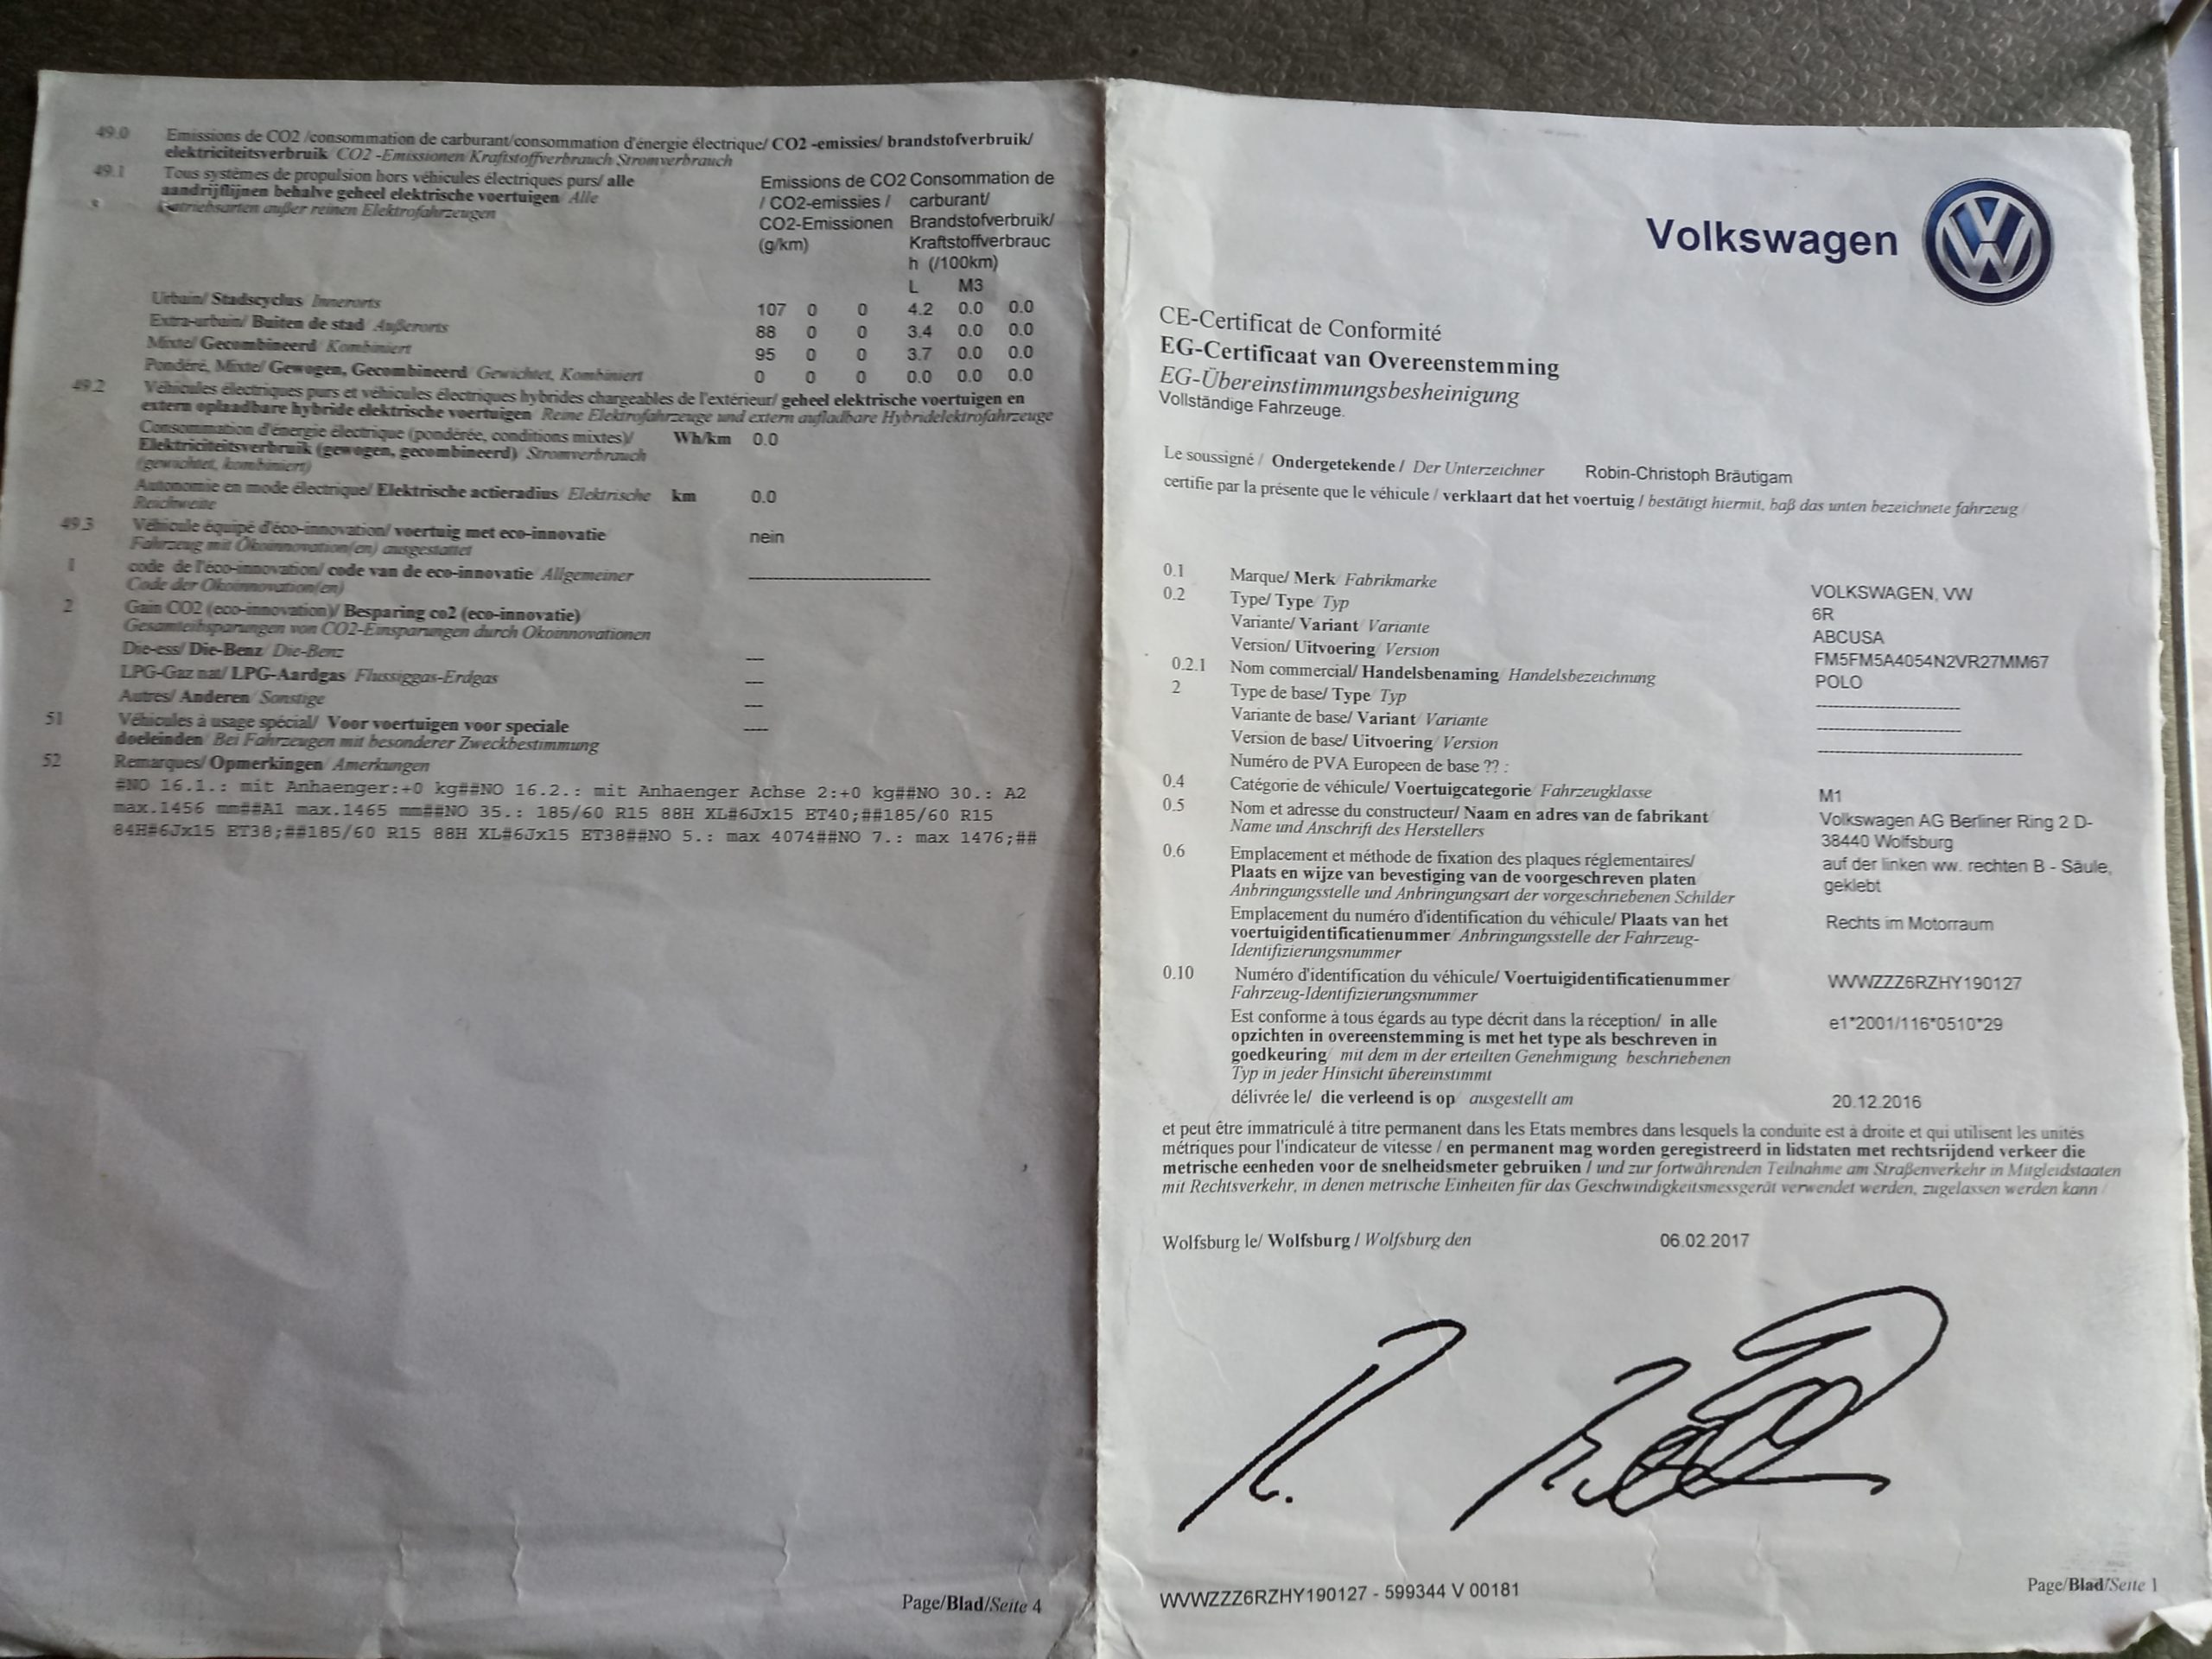 49.0 Emissions de CO2 /consommation de carburant/consommation d'énergie électrique/ CO2 -emissies/ brandstofverbruik/
elektriciteitsverbruik/ CO2 -Emissionen/Kraftstoffverbrauch/Stromverbrauch
49.1 Tous systèmes de propulsion hors véhicules électriques purs/ alle
aandrijflijnen behalve geheel elektrische voertuigen/ Alle
Betriebsarten außer reinen Elektrofahrzeugen
Emissions de CO2 Consommation de
/ CO2-emissies / carburant/
CO2-Emissionen Brandstofverbruik/
(g/km) Kraftstoffverbrauc
h (/100km)
L M3
Urbain/ Stadscyclus/ Innerorts 107 0 0 4.2 0.0 0.0
Extra-urbain/ Buiten de stad/ Außerorts 88 0 0 3.4 0.0 0.0
Mixte/ Gecombineerd/ Kombiniert 95 0 0 3.7 0.0 0.0
Pondéré, Mixte/ Gewogen, Gecombineerd/ Gewichtet, Kombiniert 0 0 0 0.0 0.0 0.0
49.2 Véhicules électriques purs et véhicules électriques hybrides chargeables de l'extérieur/ geheel elektrische voertuigen en
extern oplaadbare hybride elektrische voertuigen/ Reine Elektrofahrzeuge und extern aufladbare Hybridelektrofahrzeuge
Consommation d'énergie électrique (pondérée, conditions mixtes)/ Wh/km 0.0
Elektriciteitsverbruik (gewogen, gecombineerd)/ Stromverbrauch
(gewichtet, kombiniert)
Autonomie en mode électrique/ Elektrische actieradius/ Elektrische km 0.0
Reichweite
49.3 Véhicule équipé d'éco-innovation/ voertuig met eco-innovatie nein
Fahrzeug mit Ökoinnovation(en) ausgestattet
1 code de l'éco-innovation/ code van de eco-innovatie/ Allgemeiner
Code der Ökoinnovation(en)
2 Gain CO2 (eco-innovation)/ Besparing co2 (eco-innovatie)/
Gesamteibsparungen von CO2-Einsparungen durch Okoinnovationen
Die-ess/ Die-Benz/ Die-Benz ---
LPG-Gaz nat/ LPG-Aardgas/ Flussiggas-Erdgas ---
Autres/ Anderen/ Sonstige ---
51 Véhicules à usage spécial/ Voor voertuigen voor speciale ----
doeleinden/ Bei Fahrzeugen mit besonderer Zweckbestimmung
52 Remarques/ Opmerkingen/ Amerkungen
#NO 16.1.: mit Anhaenger:+0 kg##NO 16.2.: mit Anhaenger Achse 2:+0 kg##NO 30.: A2
max.1456 mm##A1 max.1465 mm##NO 35.: 185/60 R15 88H XL#6Jx15 ET40;##185/60 R15
84H#6Jx15 ET38;##185/60 R15 88H XL#6Jx15 ET38##NO 5.: max 4074##NO 7.: max 1476;##
Page/Blad/Seite 4
Volkswagen
CE-Certificat de Conformité
EG-Certificaat van Overeenstemming
EG-Übereinstimmungsbesheinigung
Vollständige Fahrzeuge.
Le soussigné / Ondergetekende / Der Unterzeichner Robin-Christoph Bräutigam
certifie par la présente que le véhicule / verklaart dat het voertuig / bestätigt hiermit, baß das unten bezeichnete fahrzeug /
0.1 Marque/ Merk/ Fabrikmarke VOLKSWAGEN, VW
0.2 Type/ Type/ Typ 6R
Variante/ Variant/ Variante ABCUSA
Version/ Uitvoering/ Version FM5FM5A4054N2VR27MM67
0.2.1 Nom commercial/ Handelsbenaming/ Handelsbezeichnung POLO
2 Type de base/ Type/ Typ
Variante de base/ Variant/ Variante
Version de base/ Uitvoering/ Version
Numéro de PVA Europeen de base ?? :
0.4 Catégorie de véhicule/ Voertuigcategorie/ Fahrzeugklasse M1
0.5 Nom et adresse du constructeur/ Naam en adres van de fabrikant/ Volkswagen AG Berliner Ring 2 D-
Name und Anschrift des Herstellers 38440 Wolfsburg
0.6 Emplacement et méthode de fixation des plaques réglementaires/ auf der linken ww. rechten B - Säule,
Plaats en wijze van bevestiging van de voorgeschreven platen/ geklebt
Anbringungsstelle und Anbringungsart der vorgeschriebenen Schilder
Emplacement du numéro d'identification du véhicule/ Plaats van het Rechts im Motorraum
voertuigidentificatienummer/ Anbringungsstelle der Fahrzeug-
Identifizierungsnummer
0.10 Numéro d'identification du véhicule/ Voertuigidentificatienummer/ WVWZZZ6RZHY190127
Fahrzeug-Identifizierungsnummer
Est conforme à tous égards au type décrit dans la réception/ in alle e1*2001/116*0510*29
opzichten in overeenstemming is met het type als beschreven in
goedkeuring/ mit dem in der erteilten Genehmigung beschriebenen
Typ in jeder Hinsicht übereinstimmt
délivrée le/ die verleend is op/ ausgestellt am 20.12.2016
et peut être immatriculé à titre permanent dans les Etats membres dans lesquels la conduite est à droite et qui utilisent les unités
métriques pour l'indicateur de vitesse / en permanent mag worden geregistreerd in lidstaten met rechtsrijdend verkeer die
metrische eenheden voor de snelheidsmeter gebruiken / und zur fortwährenden Teilnahme am Straßenverkehr in Mitgleidstaaten
mit Rechtsverkehr, in denen metrische Einheiten für das Geschwindigkeitsmessgerät verwendet werden, zugelassen werden kann /
Wolfsburg le/ Wolfsburg / Wolfsburg den 06.02.2017
WVWZZZ6RZHY190127 - 599344 V 00181
Page/Blad/Seite 1